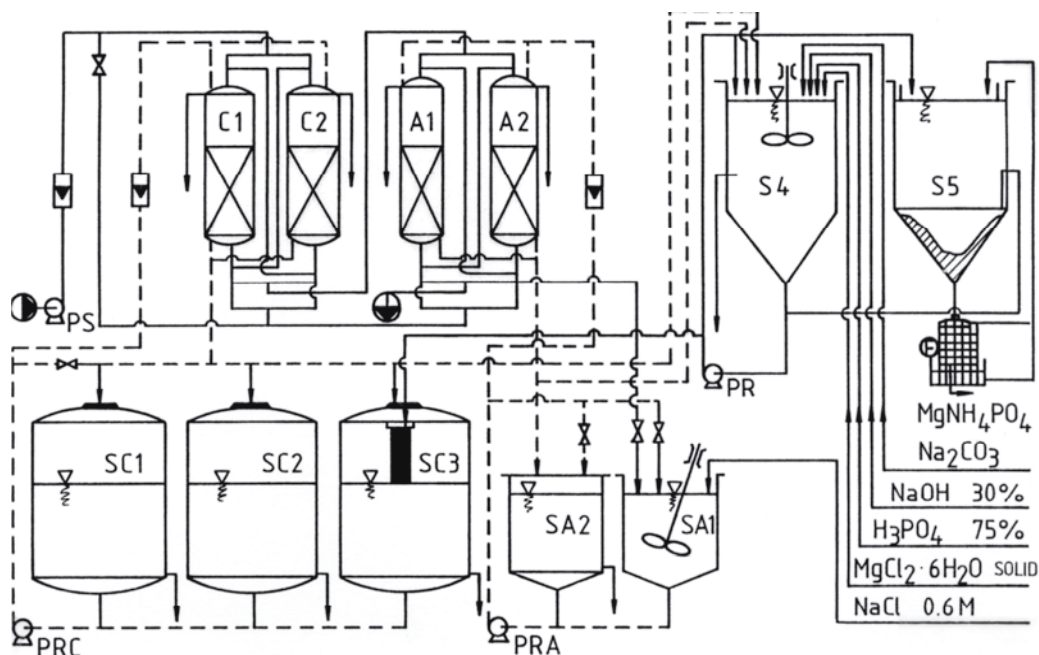 C1 C2 A1 A2
S4 S5
PS
PR
F
MgNH₄PO₄
SC1 SC2 SC3
Na₂CO₃
NaOH 30%
SA2 SA1
H₃PO₄ 75%
MgCl₂·6H₂O SOLID
NaCl 0.6M
PRC PRA